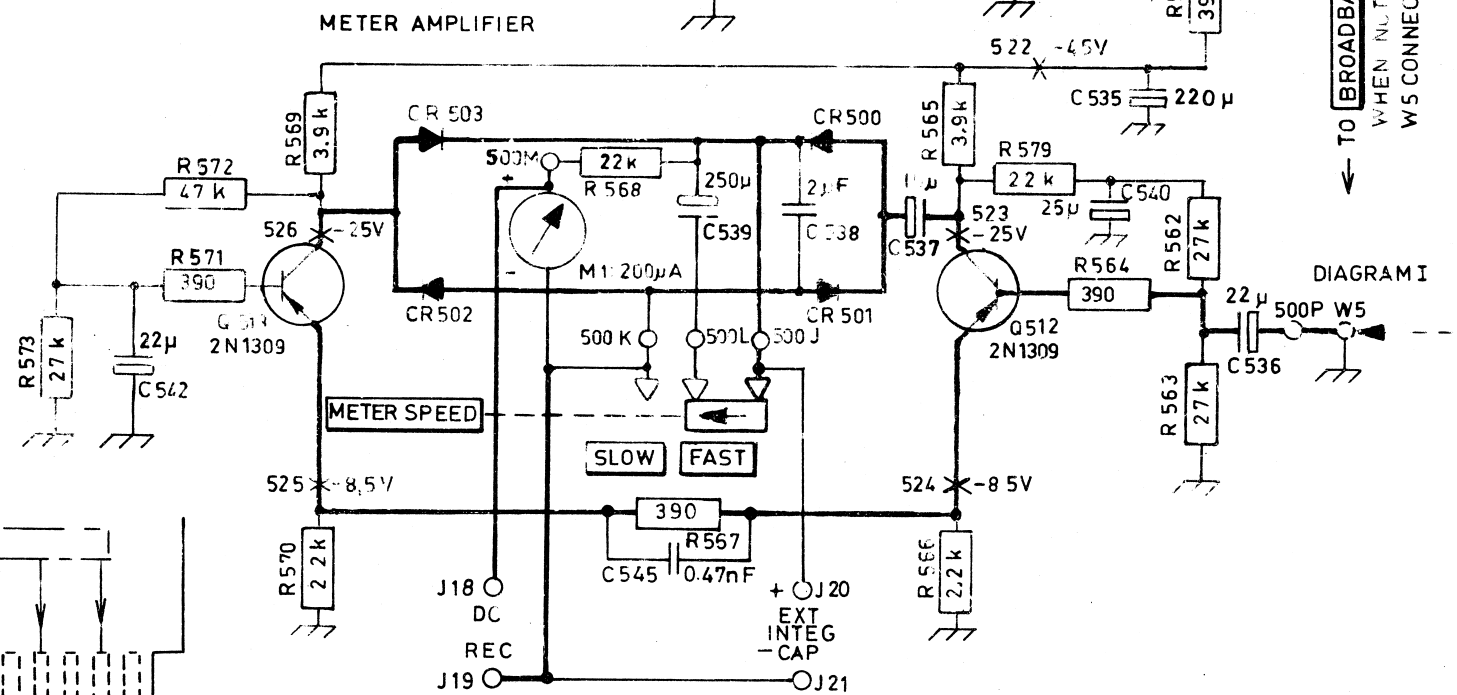 METER AMPLIFIER
TO BROADBA
WHEN NOT
W5 CONNEC
522
-45V
R569
3.9k
CR503
CR500
R565
3.9k
C535
220µ
R579
22k
R572
47k
500M
+
22k
R568
250µ
C539
2µF
C538
C537
523
-25V
25µ
C540
R562
27k
526
-25V
R571
390
-
M1: 200µA
R564
390
DIAGRAM I
CR502
CR501
22µ
500P
W5
2N1309
Q512
2N1309
C536
R573
27k
22µ
C542
500K
500L
500J
R563
27k
METER SPEED
SLOW
FAST
525
-8,5V
524
-8 5V
390
R567
C545
0.47nF
R570
2 2k
R566
2,2k
J18
DC
+
J20
EXT
INTEG
- CAP
REC
J19
J21